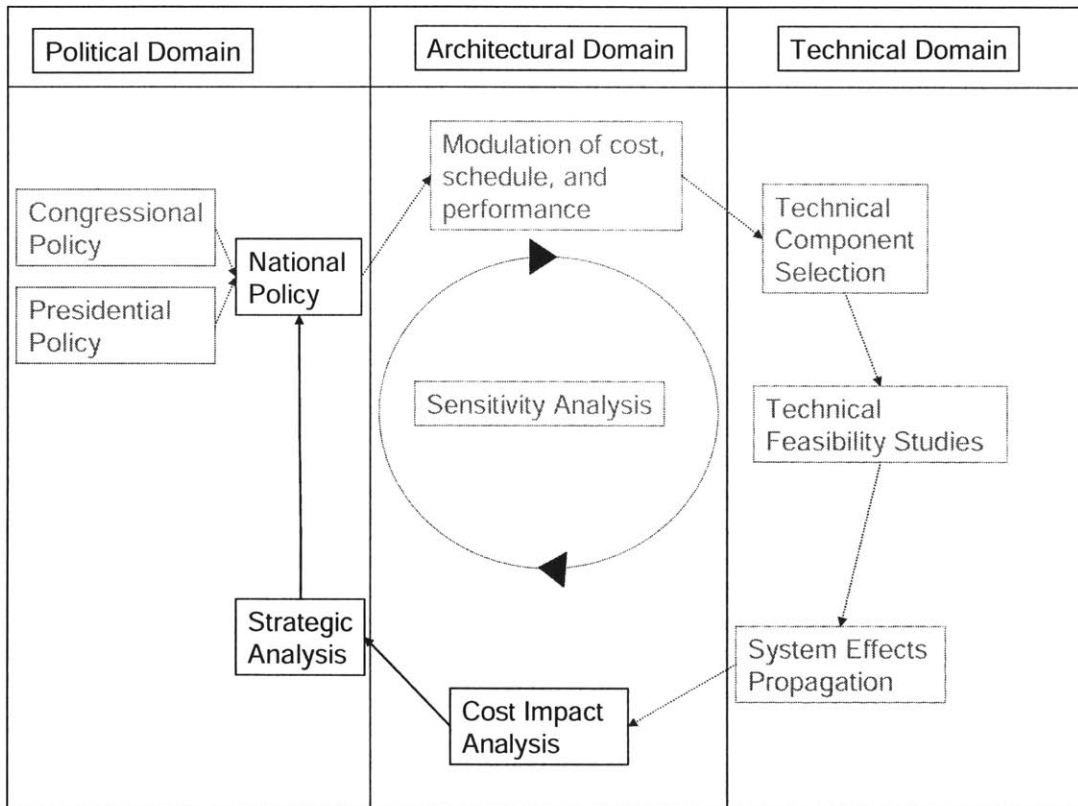 Political Domain
Architectural Domain
Technical Domain
Modulation of cost,
schedule, and
performance
Congressional
Policy
National
Policy
Presidential
Policy
Technical
Component
Selection
Sensitivity Analysis
Technical
Feasibility Studies
Strategic
Analysis
System Effects
Propagation
Cost Impact
Analysis